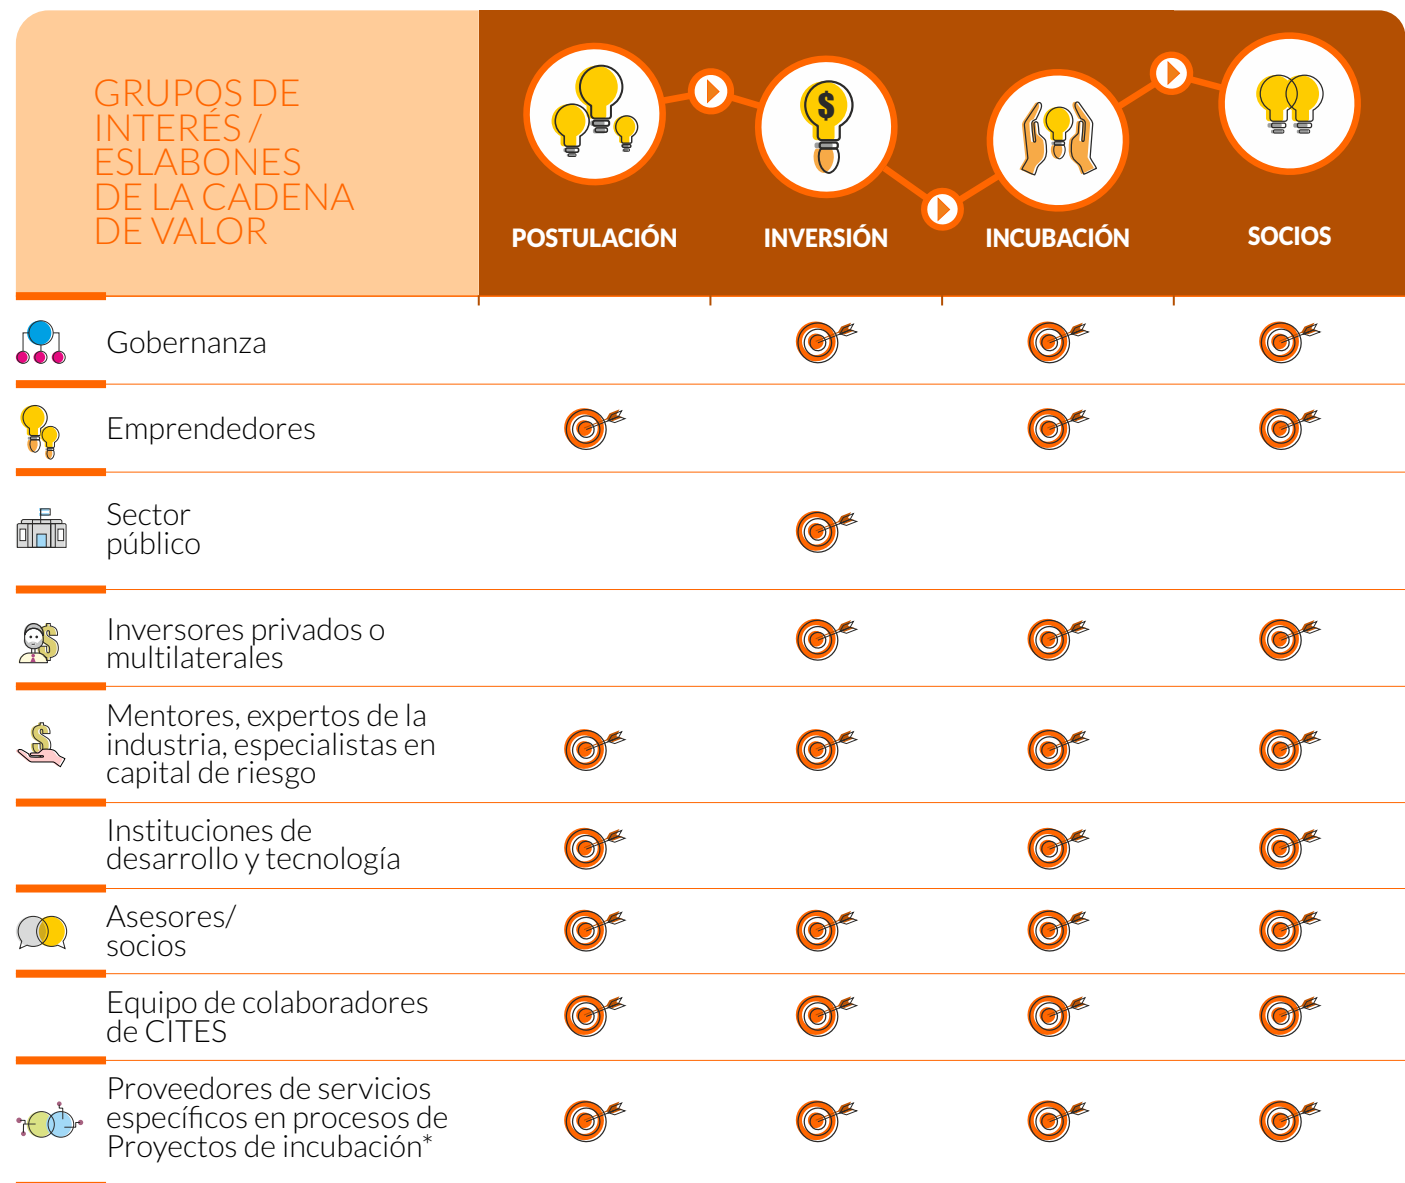 GRUPOS DE
INTERÉS /
ESLABONES
DE LA CADENA
DE VALOR
$
POSTULACIÓN
INVERSIÓN
INCUBACIÓN
SOCIOS
Gobernanza
Emprendedores
Sector
público
$
Inversores privados o
multilaterales
$
Mentores, expertos de la
industria, especialistas en
capital de riesgo
Instituciones de
desarrollo y tecnología
Asesores/
socios
Equipo de colaboradores
de CITES
Proveedores de servicios
específicos en procesos de
Proyectos de incubación*